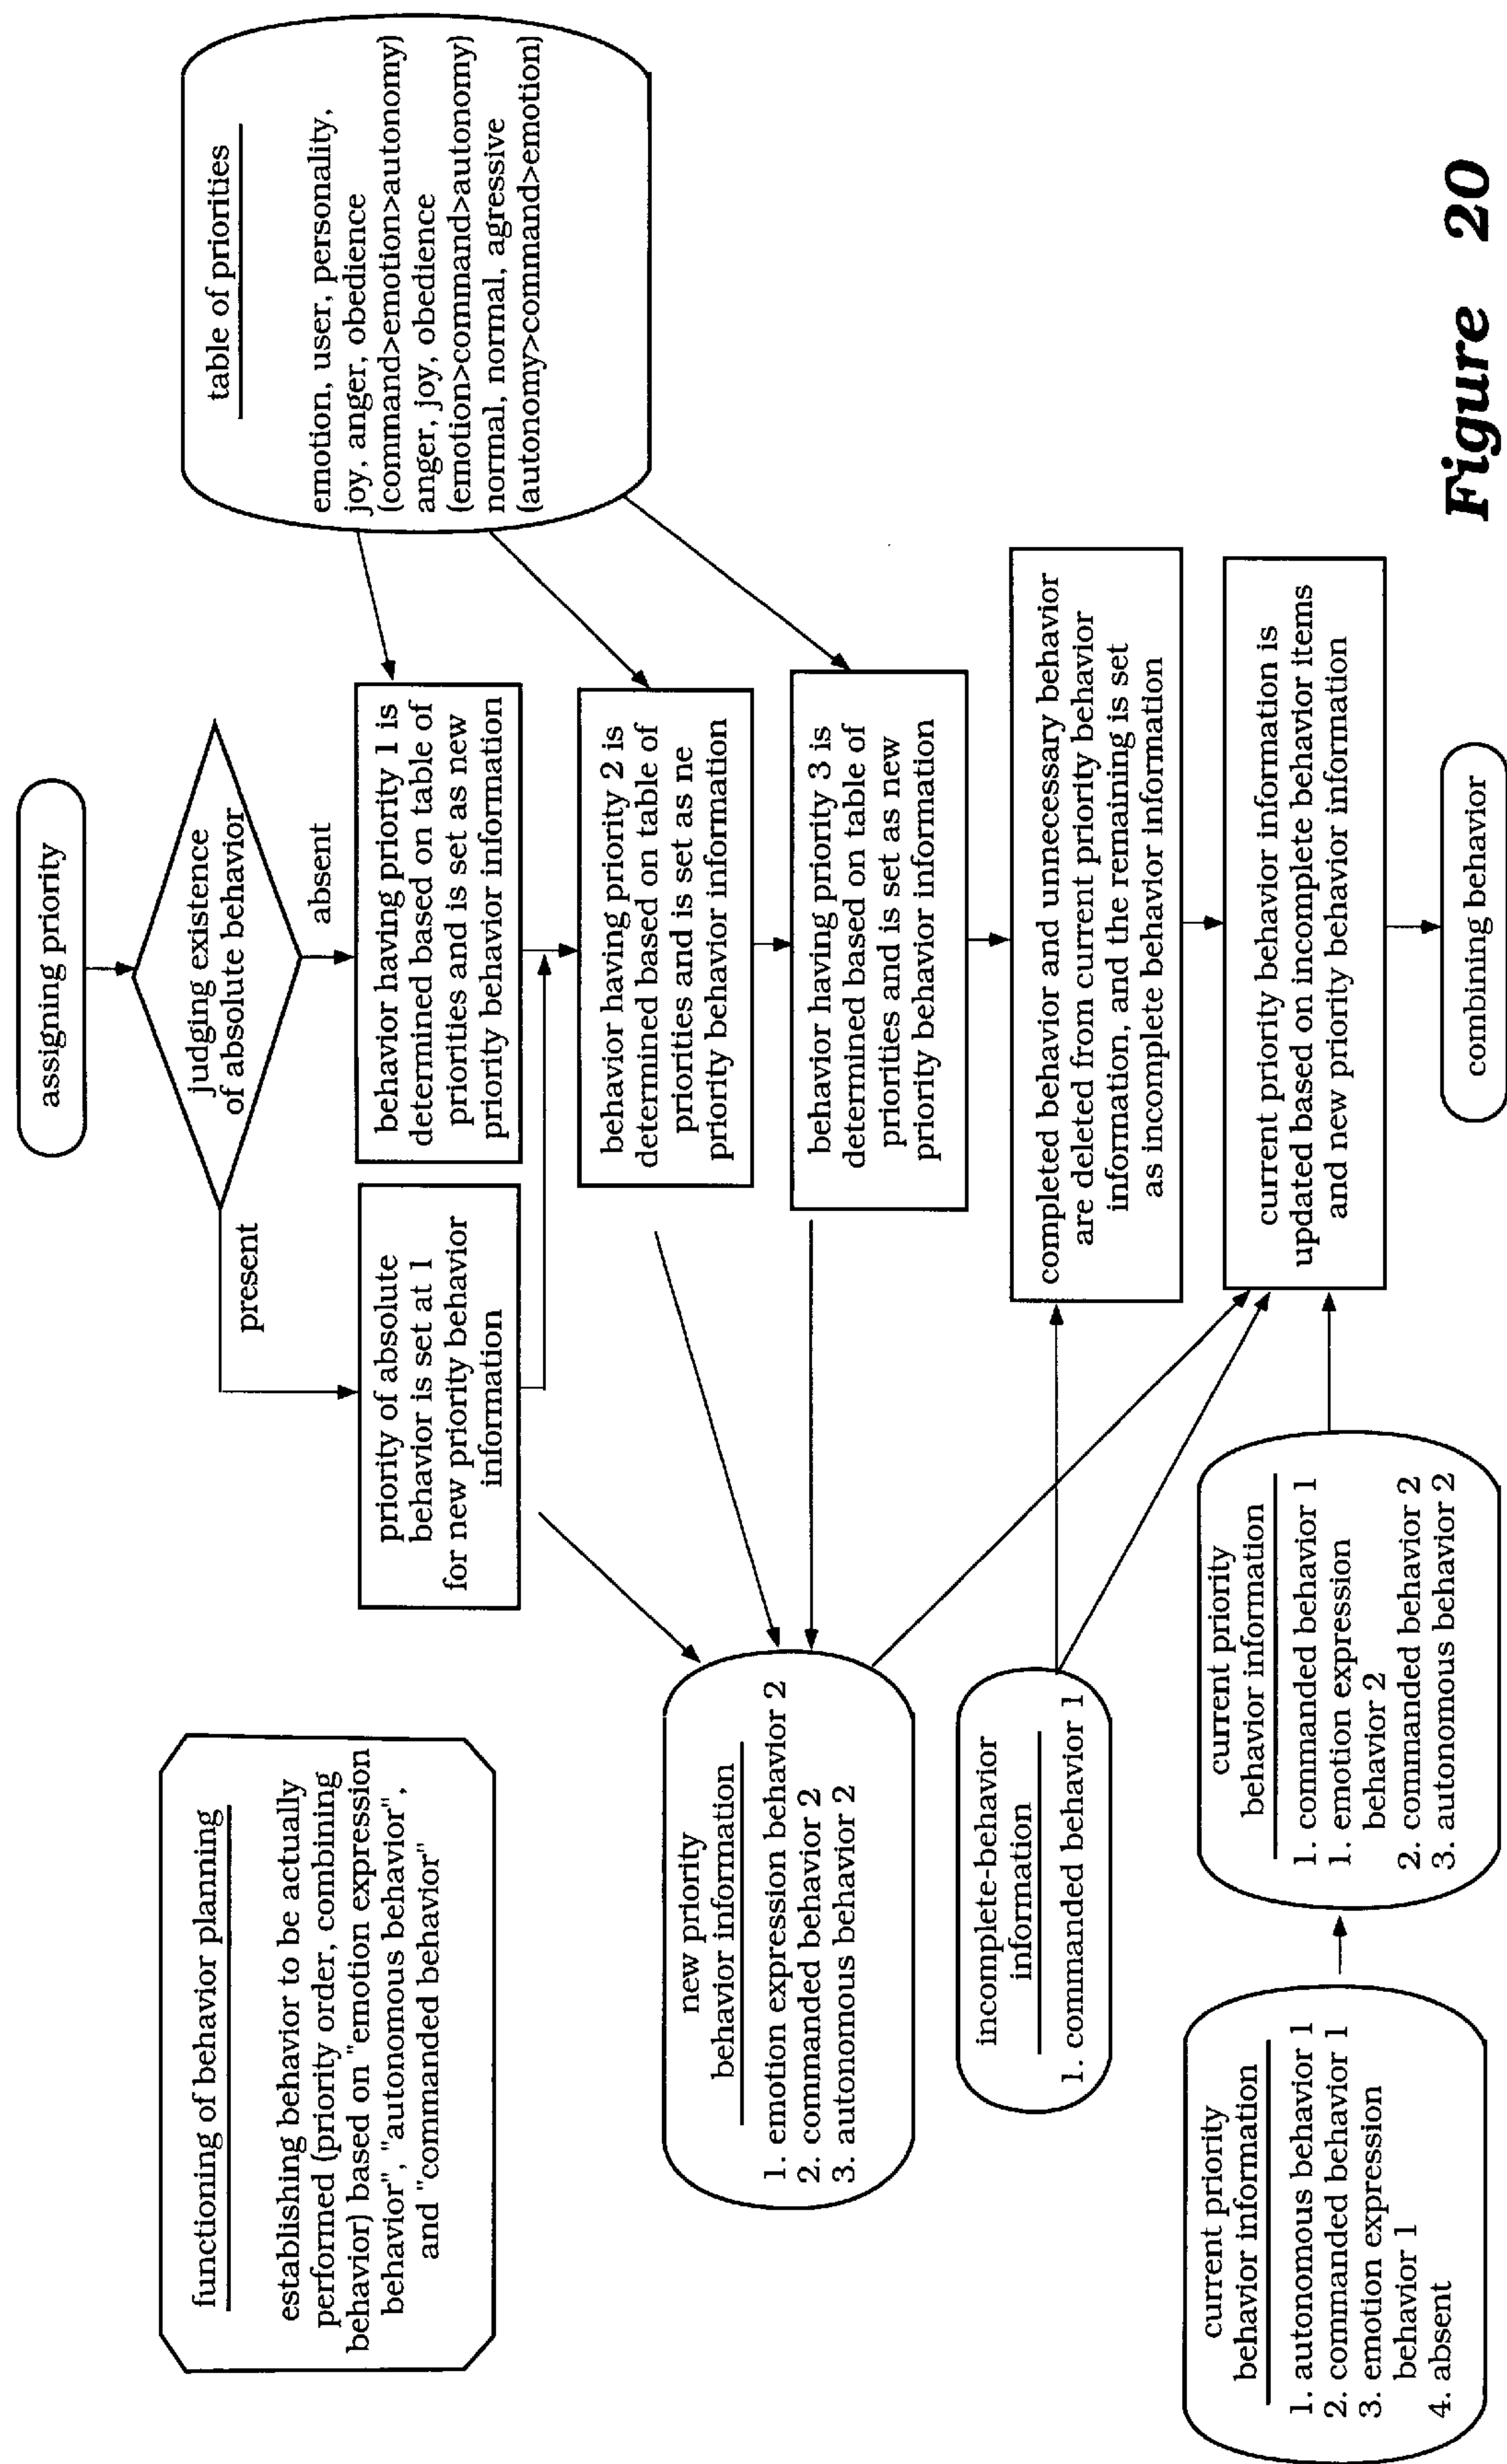 functioning of behavior planning
establishing behavior to be actually
performed (priority order, combining
behavior) based on "emotion expression
behavior", "autonomous behavior",
and "commanded behavior"
assigning priority
judging existence
of absolute behavior
present
absent
priority of absolute
behavior is set at 1
for new priority behavior
information
behavior having priority 1 is
determined based on table of
priorities and is set as new
priority behavior information
table of priorities
emotion, user, personality,
joy, anger, obedience
(command>emotion>autonomy)
anger, joy, obedience
(emotion>command>autonomy)
normal, normal, agressive
(autonomy>command>emotion)
behavior having priority 2 is
determined based on table of
priorities and is set as ne
priority behavior information
behavior having priority 3 is
determined based on table of
priorities and is set as new
priority behavior information
new priority
behavior information
1. emotion expression behavior 2
2. commanded behavior 2
3. autonomous behavior 2
incomplete-behavior
information
1. commanded behavior 1
completed behavior and unnecessary behavior
are deleted from current priority behavior
information, and the remaining is set
as incomplete behavior information
current priority
behavior information
1. autonomous behavior 1
2. commanded behavior 1
3. emotion expression
behavior 1
4. absent
current priority
behavior information
1. commanded behavior 1
1. emotion expression
behavior 2
2. commanded behavior 2
3. autonomous behavior 2
current priority behavior information is
updated based on incomplete behavior items
and new priority behavior information
combining behavior
Figure 20